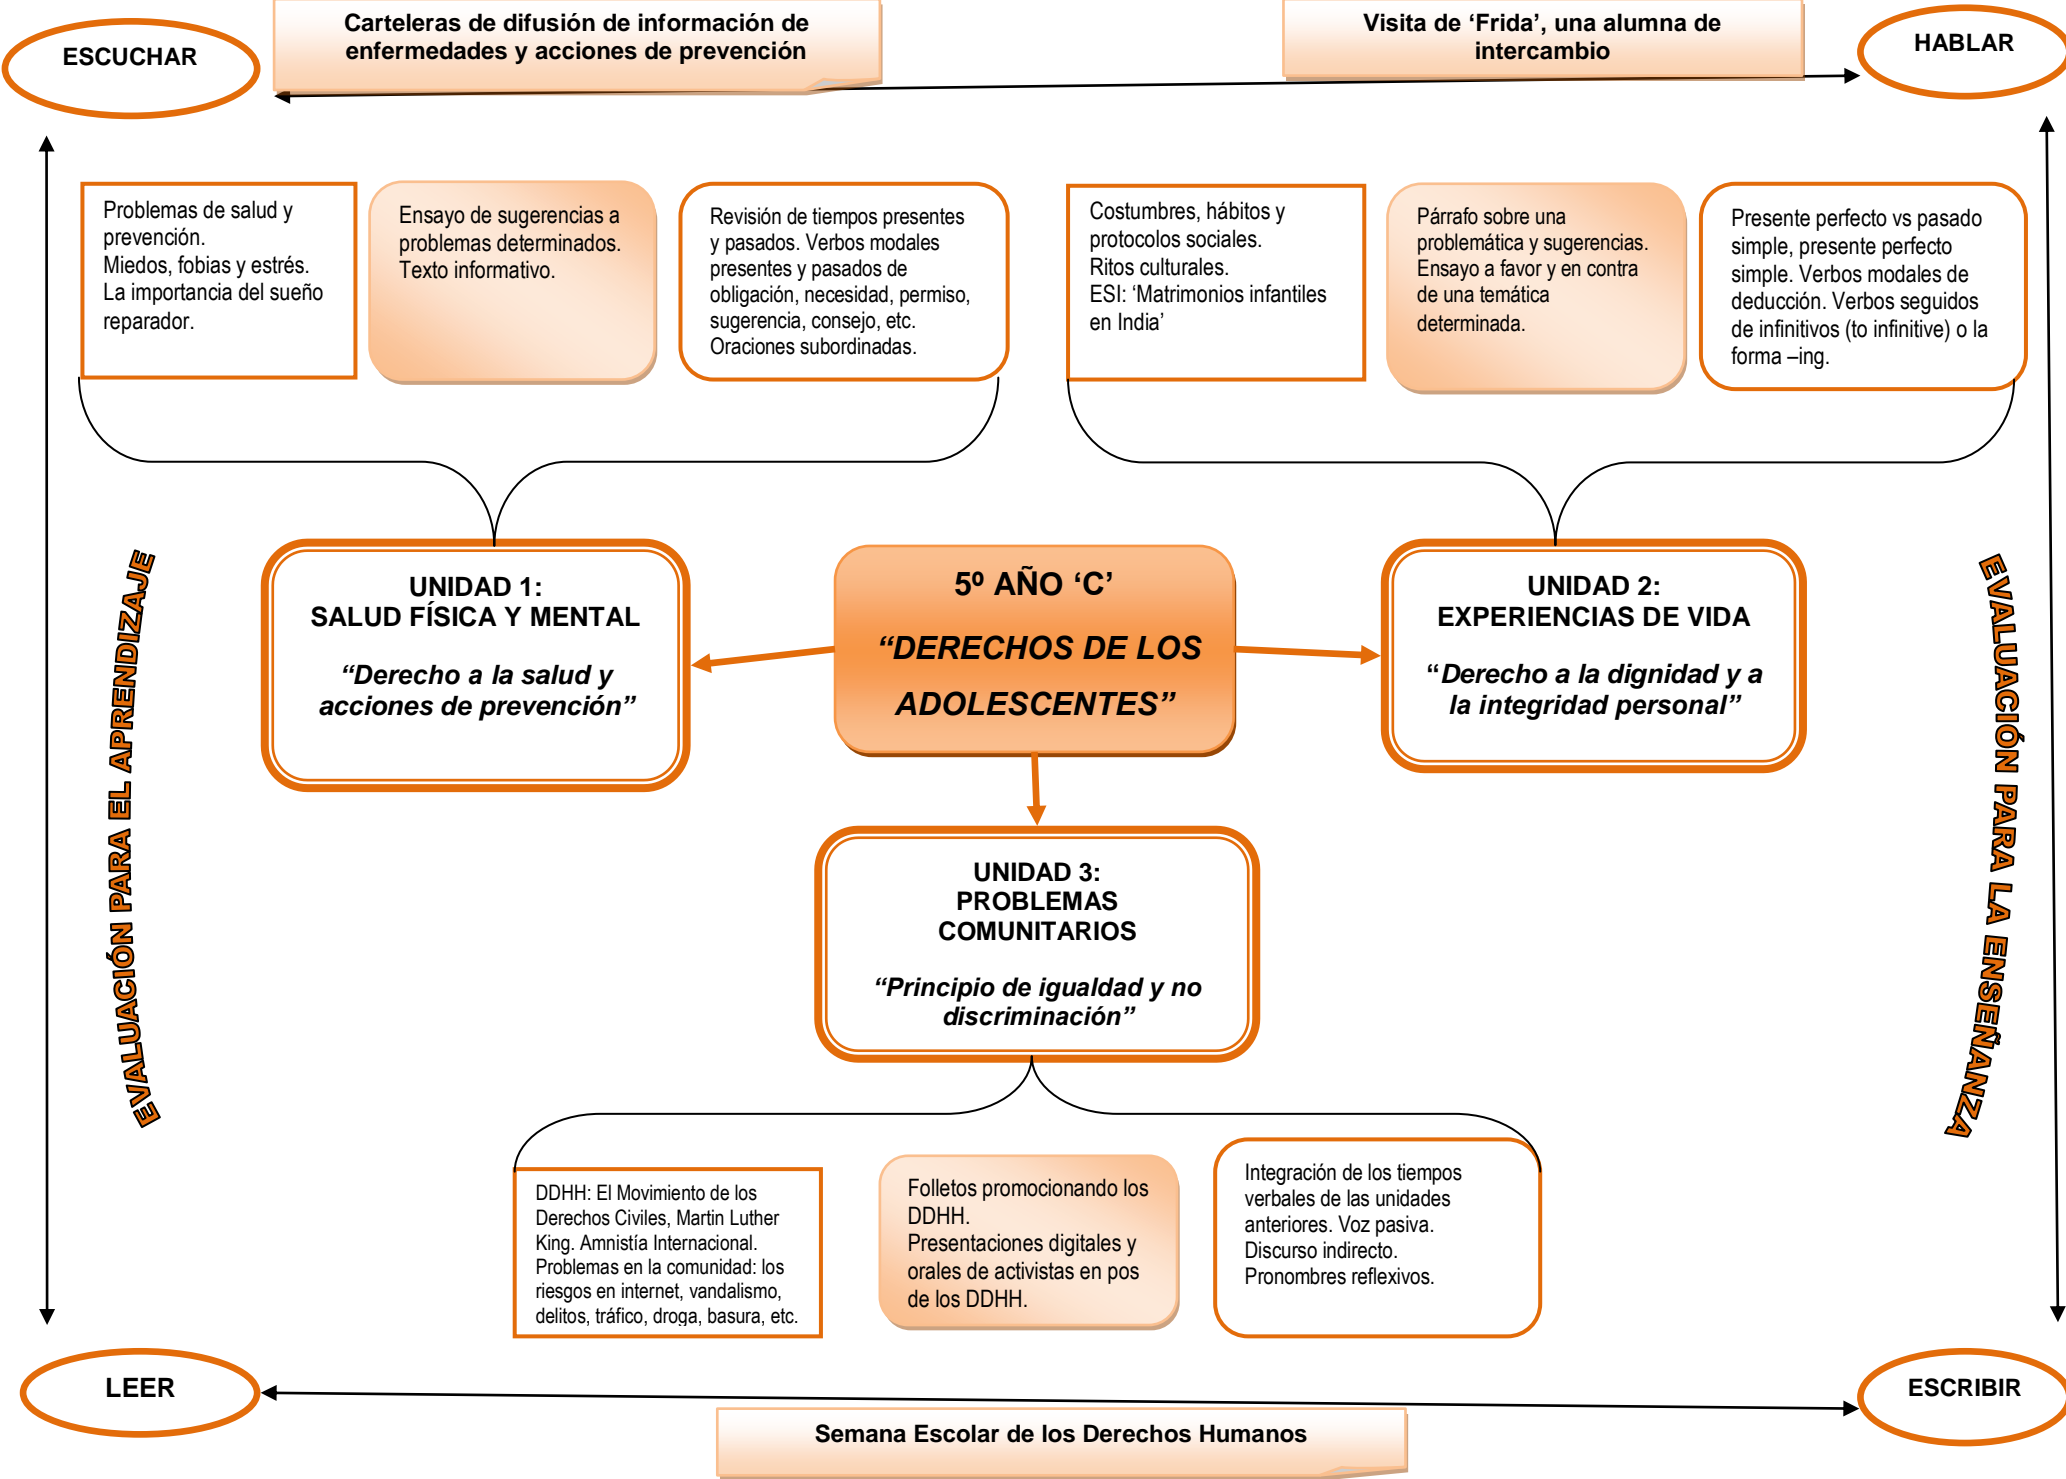 Carteleras de difusión de información de
enfermedades y acciones de prevención
Visita de ‘Frida’, una alumna de
intercambio
ESCUCHAR
HABLAR
Problemas de salud y
prevención.
Miedos, fobias y estrés.
La importancia del sueño
reparador.
Ensayo de sugerencias a
problemas determinados.
Texto informativo.
Revisión de tiempos presentes
y pasados. Verbos modales
presentes y pasados de
obligación, necesidad, permiso,
sugerencia, consejo, etc.
Oraciones subordinadas.
Costumbres, hábitos y
protocolos sociales.
Ritos culturales.
ESI: ‘Matrimonios infantiles
en India’
Párrafo sobre una
problemática y sugerencias.
Ensayo a favor y en contra
de una temática
determinada.
Presente perfecto vs pasado
simple, presente perfecto
simple. Verbos modales de
deducción. Verbos seguidos
de infinitivos (to infinitive) o la
forma –ing.
EVALUACIÓN PARA EL APRENDIZAJE
UNIDAD 1:
SALUD FÍSICA Y MENTAL
“Derecho a la salud y
acciones de prevención”
5º AÑO ‘C’
“DERECHOS DE LOS
ADOLESCENTES”
UNIDAD 2:
EXPERIENCIAS DE VIDA
“Derecho a la dignidad y a
la integridad personal”
EVALUACIÓN PARA LA ENSEÑANZA
UNIDAD 3:
PROBLEMAS
COMUNITARIOS
“Principio de igualdad y no
discriminación”
DDHH: El Movimiento de los
Derechos Civiles, Martin Luther
King. Amnistía Internacional.
Problemas en la comunidad: los
riesgos en internet, vandalismo,
delitos, tráfico, droga, basura, etc.
Folletos promocionando los
DDHH.
Presentaciones digitales y
orales de activistas en pos
de los DDHH.
Integración de los tiempos
verbales de las unidades
anteriores. Voz pasiva.
Discurso indirecto.
Pronombres reflexivos.
LEER
ESCRIBIR
Semana Escolar de los Derechos Humanos